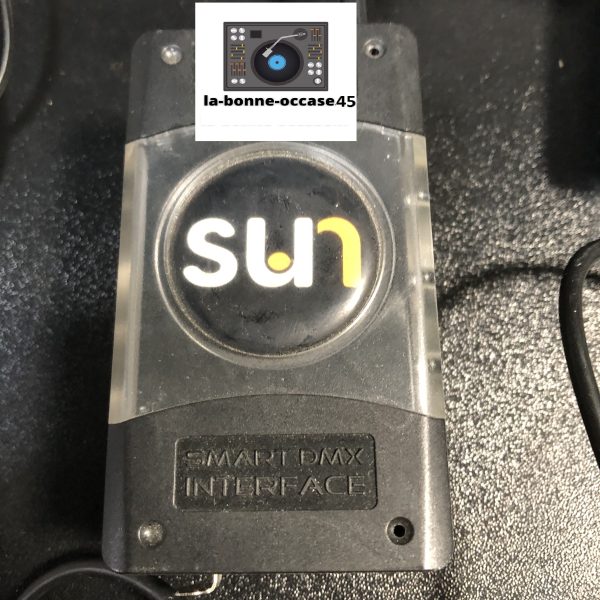 la-bonne-occase45
sun
SMART DMX
INTERFACE